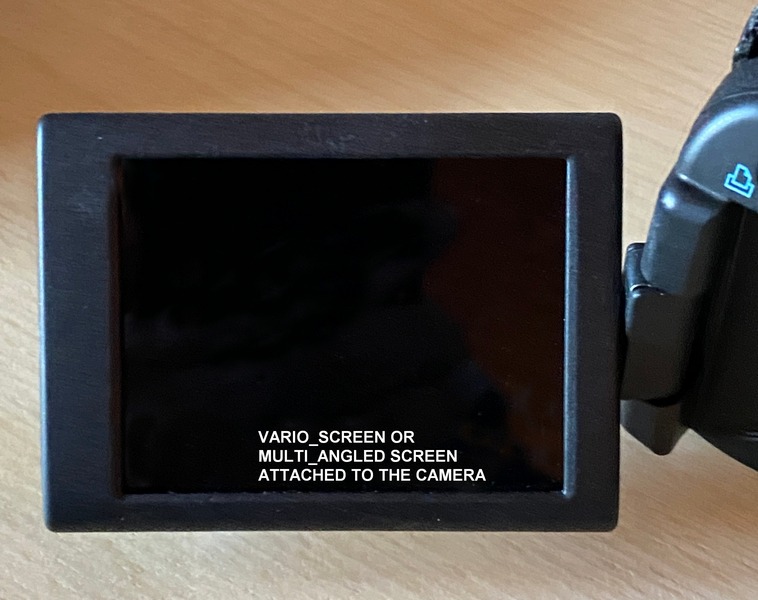 VARIO_SCREEN OR
MULTI_ANGLED SCREEN
ATTACHED TO THE CAMERA